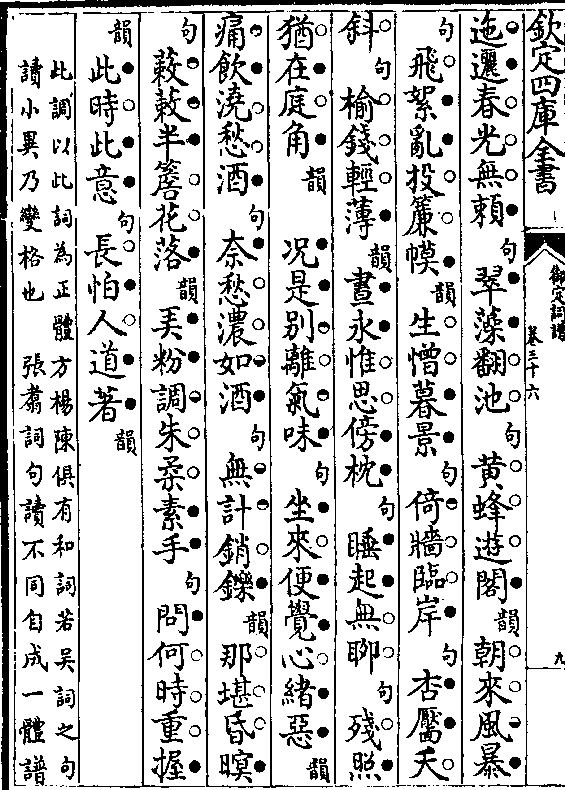 欽定四庫全書
御定詞譜
卷三十六
九
迤邐春光無頼句翠藻翻池句黄蜂遊閣韻朝來風暴
句飛絮亂投簾幙韻生憎暮景句倚牆臨岸句杏靨夭
斜句榆錢輕薄韻晝永惟思傍枕句睡起無聊句殘照
猶在庭角韻況是别離氣味句坐來便覺心緒惡韻
痛飲澆愁酒句奈愁濃如酒句無計銷鑠韻那堪昏暝
句蔌蔌半簷花落韻弄粉調朱柔素手句問何時重握
韻此時此意句長怕人道著韻
此調以此詞為正體方楊陳俱有和詞若吴詞之句
讀小異乃變格也張翥詞句讀不同自成一體譜